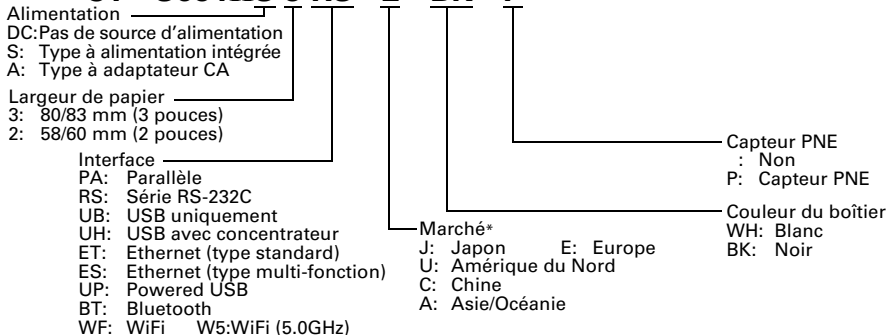 Alimentation
DC:Pas de source d'alimentation
S: Type à alimentation intégrée
A: Type à adaptateur CA
Largeur de papier
3: 80/83 mm (3 pouces)
2: 58/60 mm (2 pouces)
Interface
PA: Parallèle
RS: Série RS-232C
UB: USB uniquement
UH: USB avec concentrateur
ET: Ethernet (type standard)
ES: Ethernet (type multi-fonction)
UP: Powered USB
BT: Bluetooth
WF: WiFi W5:WiFi (5.0GHz)
Marché*
J: Japon E: Europe
U: Amérique du Nord
C: Chine
A: Asie/Océanie
Capteur PNE
: Non
P: Capteur PNE
Couleur du boîtier
WH: Blanc
BK: Noir